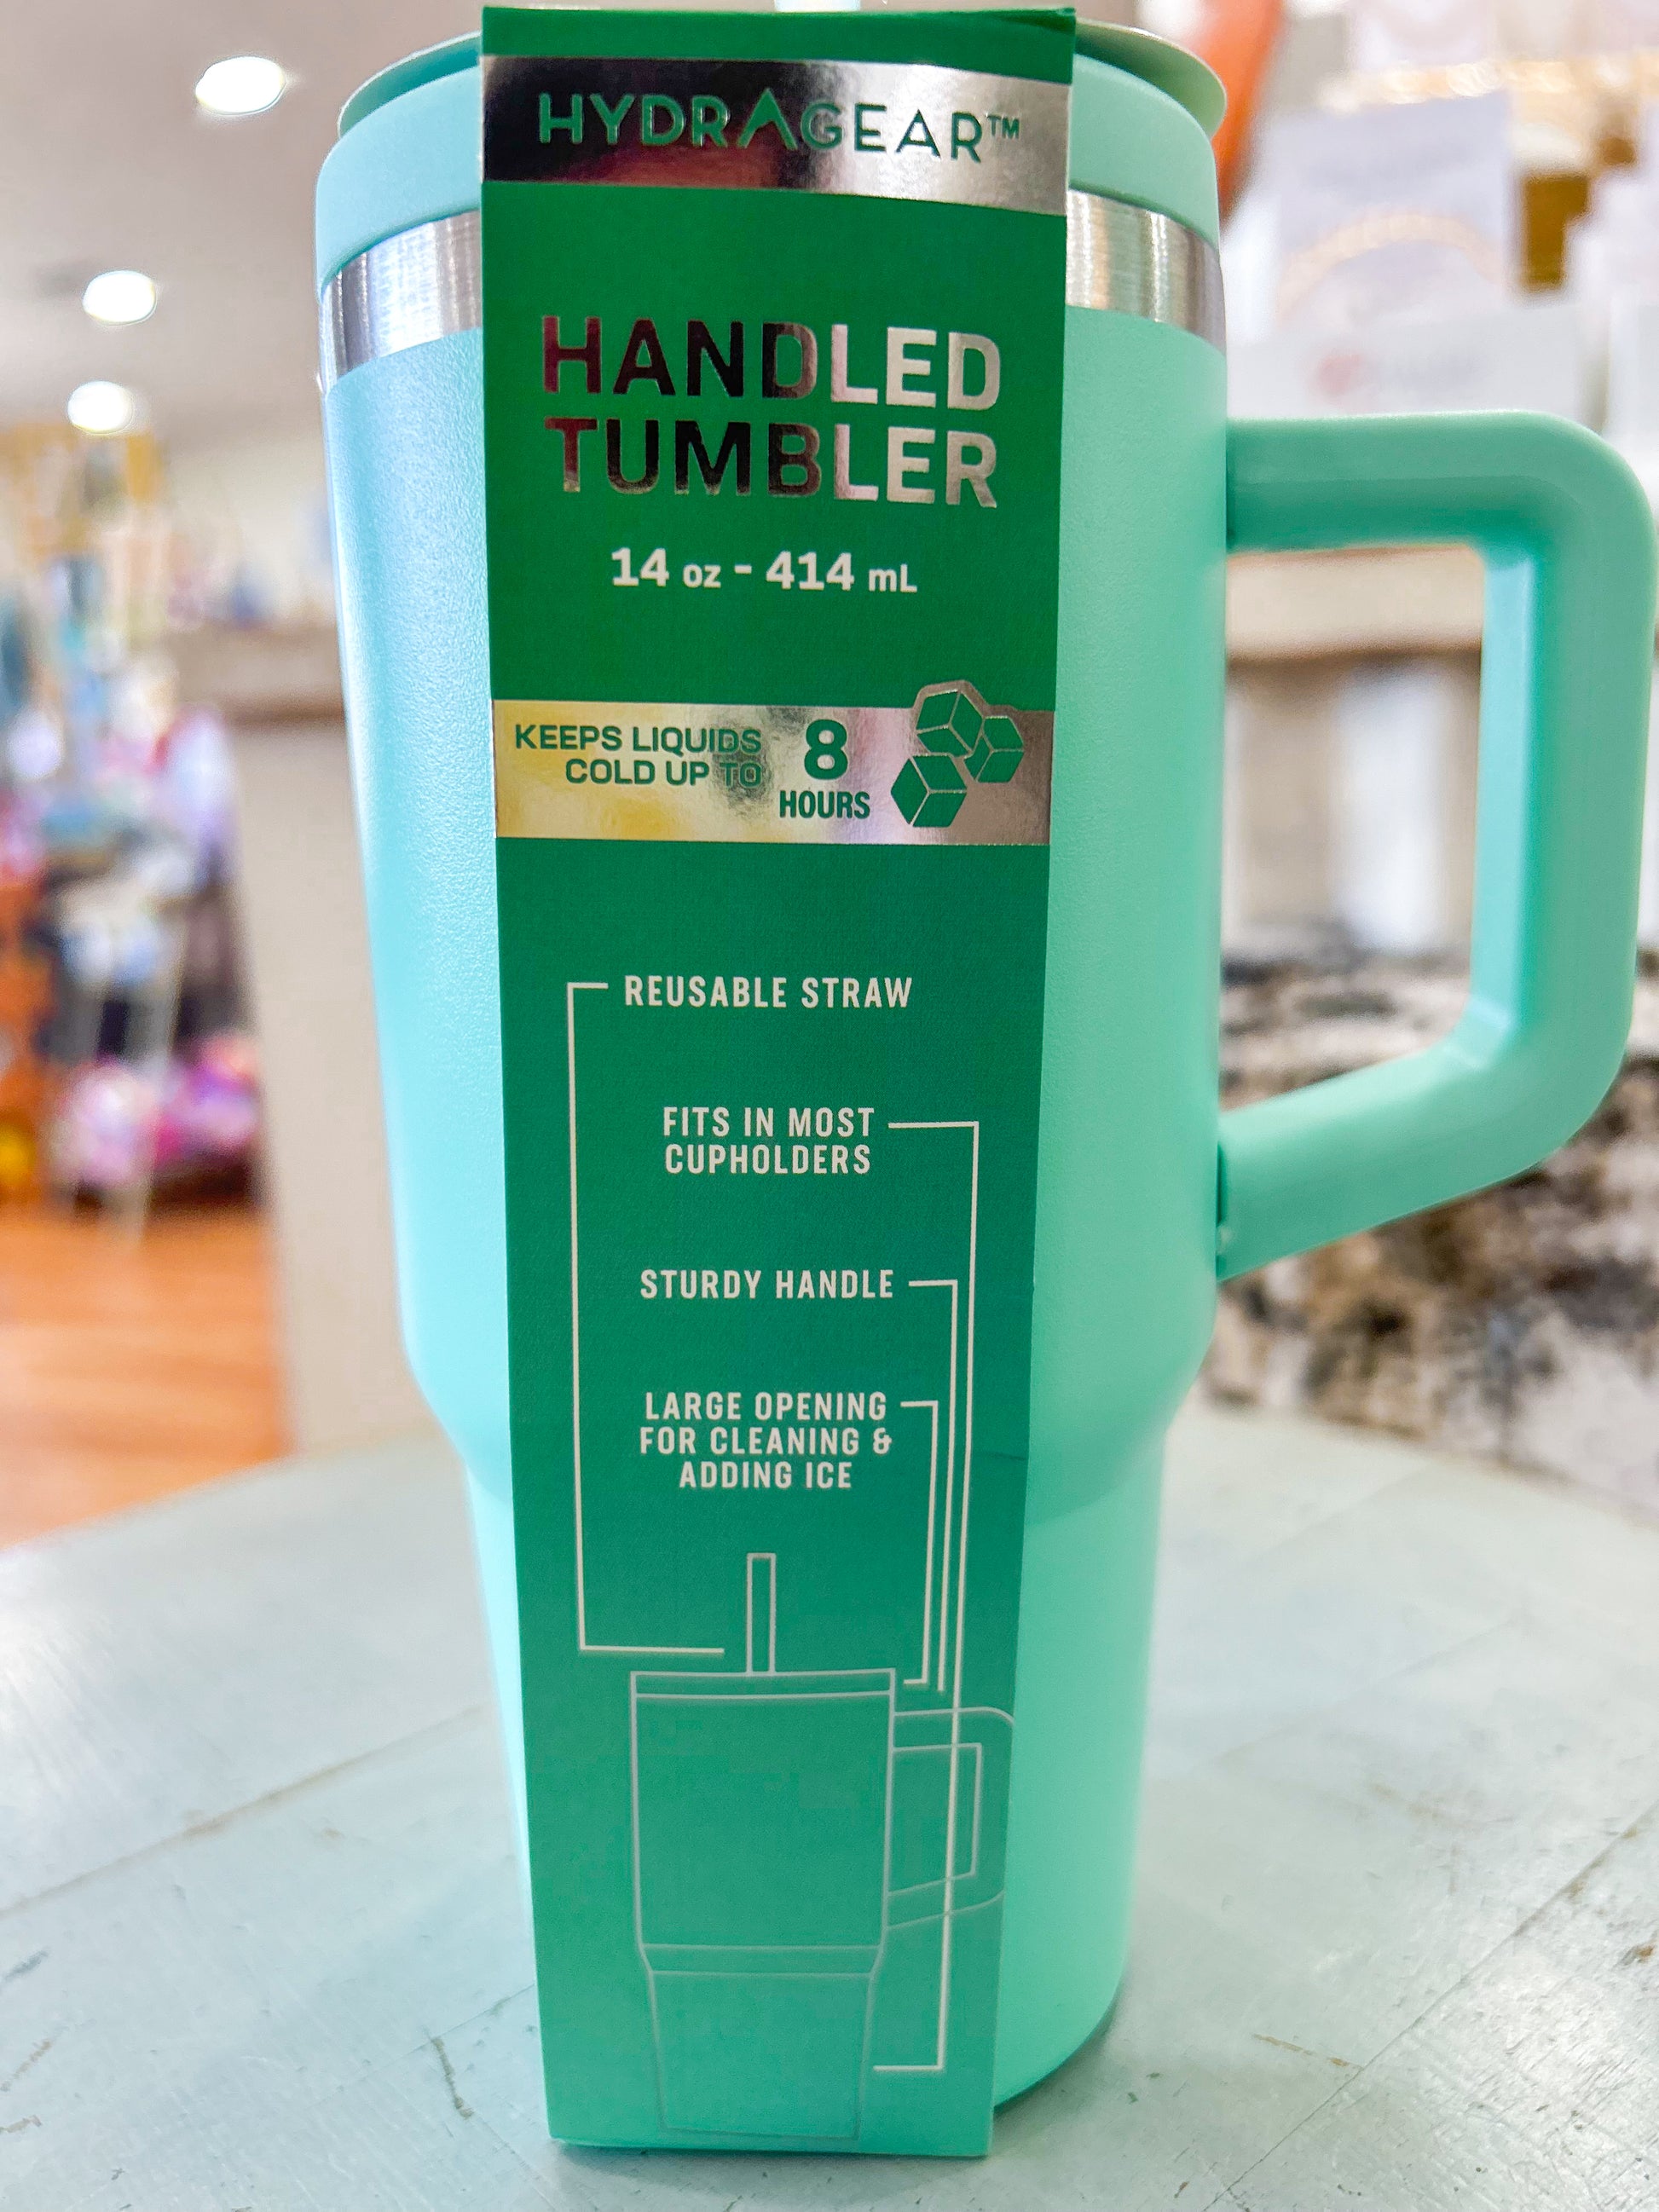 HYDRAGEAR™
HANDLED
TUMBLER
14 oz - 414 mL
KEEPS LIQUIDS
COLD UP TO
8
HOURS
REUSABLE STRAW
FITS IN MOST
CUPHOLDERS
STURDY HANDLE
LARGE OPENING
FOR CLEANING &
ADDING ICE